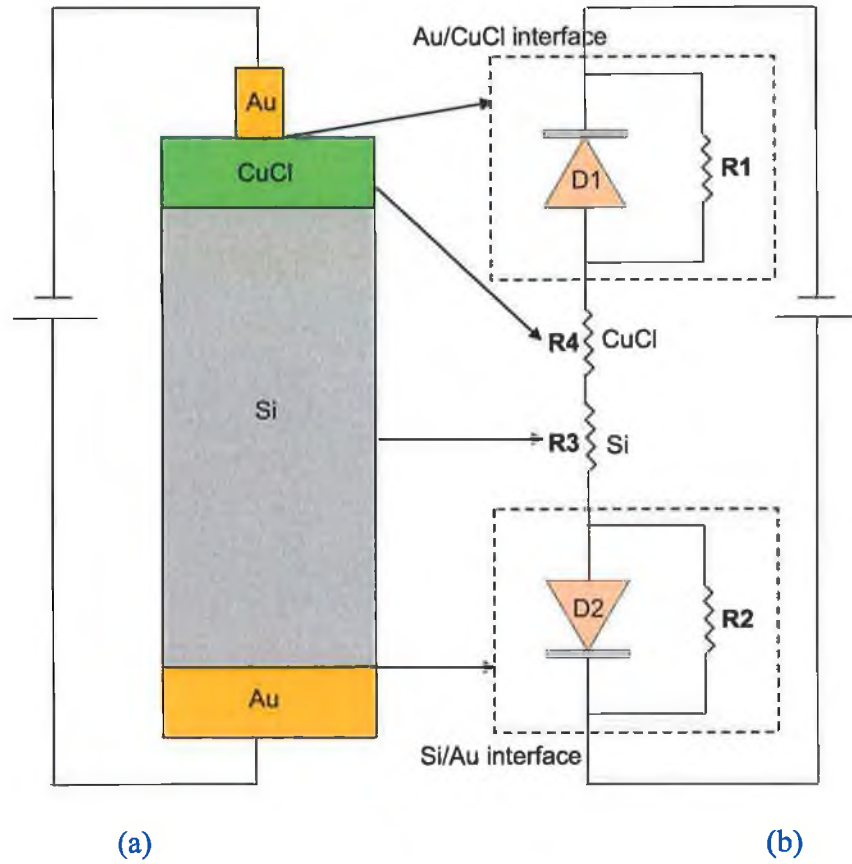 Au/CuCl interface
Au
CuCl
D1
R1
R4 CuCl
Si
R3 Si
D2
R2
Au
Si/Au interface
(a) (b)